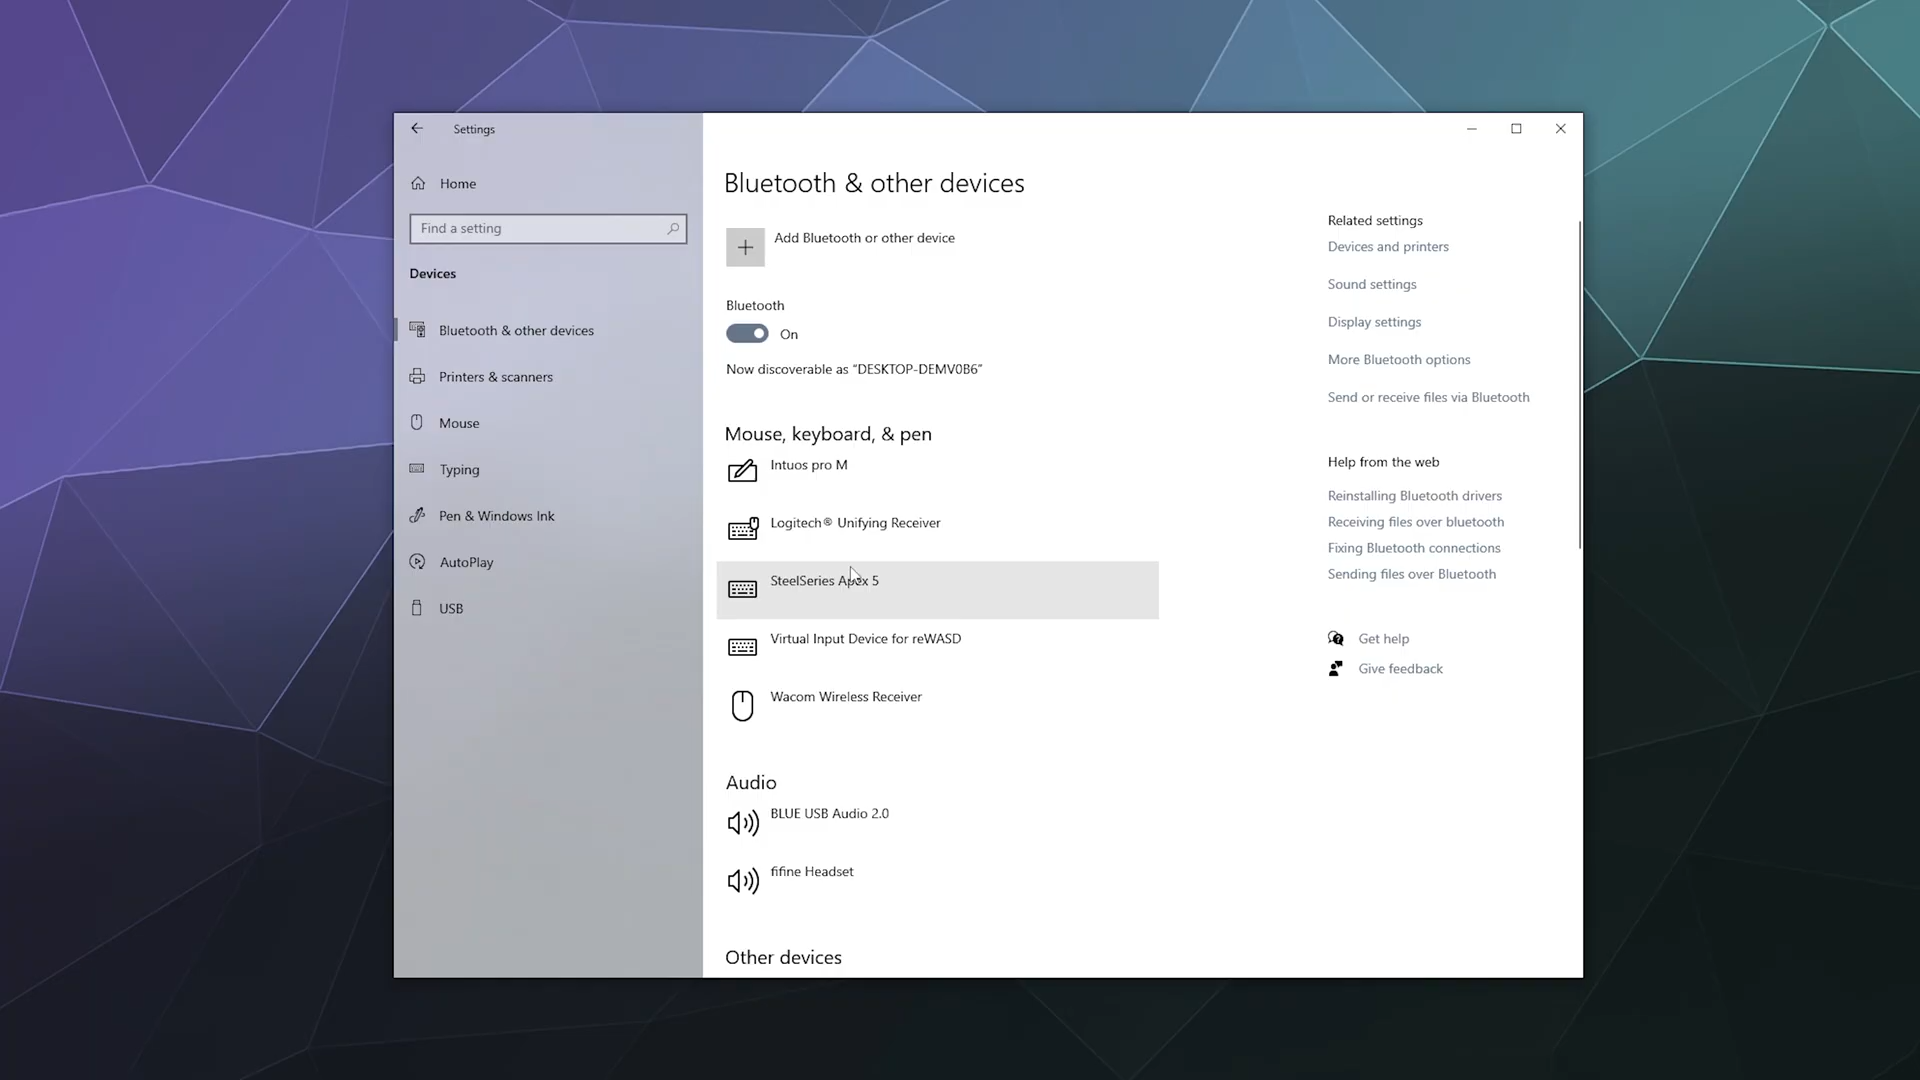 Settings
Home
Find a setting
Devices
Bluetooth & other devices
Printers & scanners
Mouse
Typing
Pen & Windows Ink
AutoPlay
USB
Bluetooth & other devices
Add Bluetooth or other device
Bluetooth
On
Now discoverable as “DESKTOP-DEMV0B6”
Mouse, keyboard, & pen
Intuos pro M
Logitech® Unifying Receiver
SteelSeries Apex 5
Virtual Input Device for reWASD
Wacom Wireless Receiver
Audio
BLUE USB Audio 2.0
fifine Headset
Other devices
Related settings
Devices and printers
Sound settings
Display settings
More Bluetooth options
Send or receive files via Bluetooth
Help from the web
Reinstalling Bluetooth drivers
Receiving files over bluetooth
Fixing Bluetooth connections
Sending files over Bluetooth
Get help
Give feedback